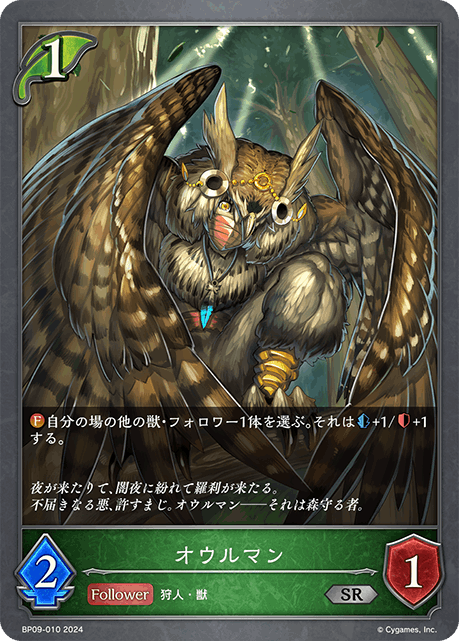 1
F自分の場の他の獣・フォロワー1体を選ぶ。それは+1/+1
する。
夜が来たりて、闇夜に紛れて羅刹が来たる。
不届きなる悪、許すまじ。オウルマン――それは森守る者。
オウルマン
2
Follower 狩人・獣
SR
1
BP09-010 2024
© Cygames, Inc.